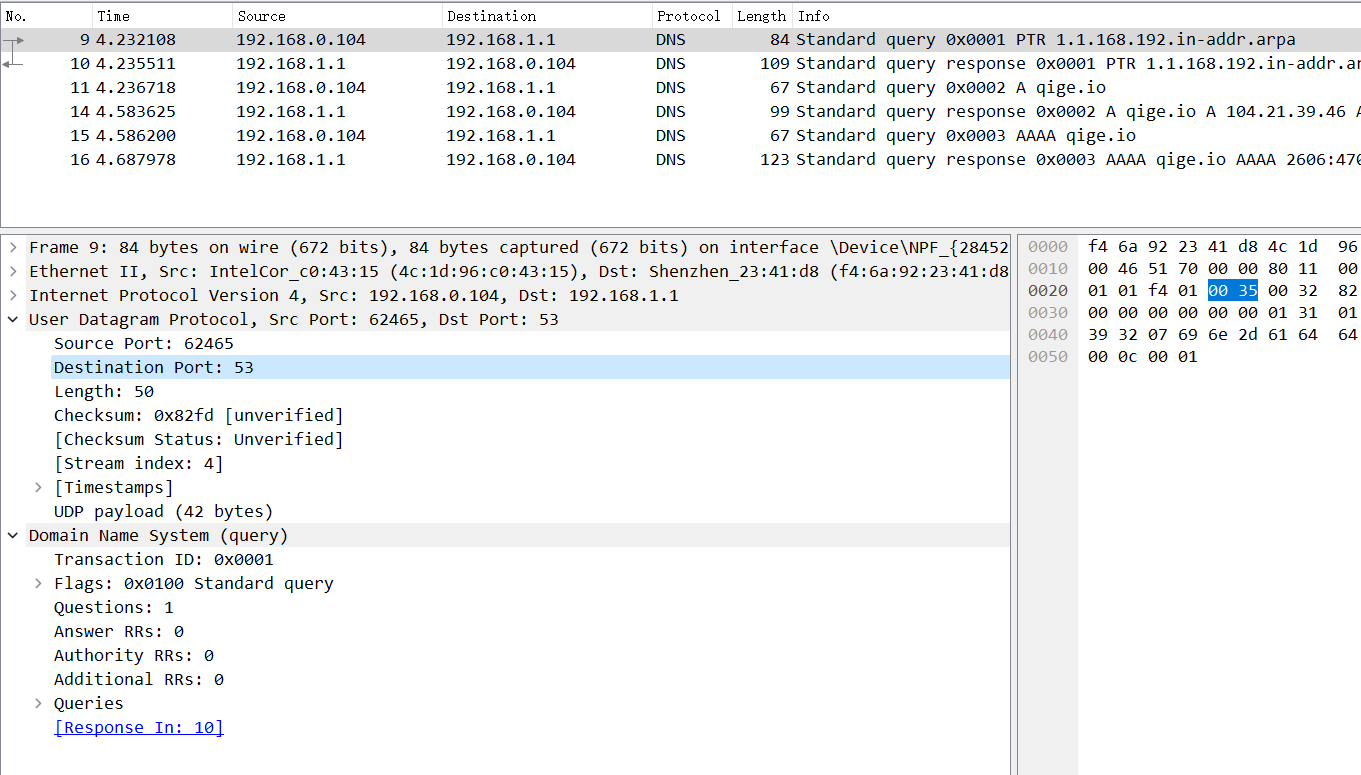 No. Time Source Destination Protocol Length Info
9 4.232108 192.168.0.104 192.168.1.1 DNS 84 Standard query 0x0001 PTR 1.1.168.192.in-addr.arpa
10 4.235511 192.168.1.1 192.168.0.104 DNS 109 Standard query response 0x0001 PTR 1.1.168.192.in-addr.ar
11 4.236718 192.168.0.104 192.168.1.1 DNS 67 Standard query 0x0002 A qige.io
14 4.583625 192.168.1.1 192.168.0.104 DNS 99 Standard query response 0x0002 A qige.io A 104.21.39.46 A
15 4.586200 192.168.0.104 192.168.1.1 DNS 67 Standard query 0x0003 AAAA qige.io
16 4.687978 192.168.1.1 192.168.0.104 DNS 123 Standard query response 0x0003 AAAA qige.io AAAA 2606:470
Frame 9: 84 bytes on wire (672 bits), 84 bytes captured (672 bits) on interface \Device\NPF_{28452
Ethernet II, Src: IntelCor_c0:43:15 (4c:1d:96:c0:43:15), Dst: Shenzhen_23:41:d8 (f4:6a:92:23:41:d8
Internet Protocol Version 4, Src: 192.168.0.104, Dst: 192.168.1.1
User Datagram Protocol, Src Port: 62465, Dst Port: 53
Source Port: 62465
Destination Port: 53
Length: 50
Checksum: 0x82fd [unverified]
[Checksum Status: Unverified]
[Stream index: 4]
[Timestamps]
UDP payload (42 bytes)
Domain Name System (query)
Transaction ID: 0x0001
Flags: 0x0100 Standard query
Questions: 1
Answer RRs: 0
Authority RRs: 0
Additional RRs: 0
Queries
[Response In: 10]
0000 f4 6a 92 23 41 d8 4c 1d 96
0010 00 46 51 70 00 00 80 11 00
0020 01 01 f4 01 00 35 00 32 82
0030 00 00 00 00 00 00 01 31 01
0040 39 32 07 69 6e 2d 61 64 64
0050 00 0c 00 01